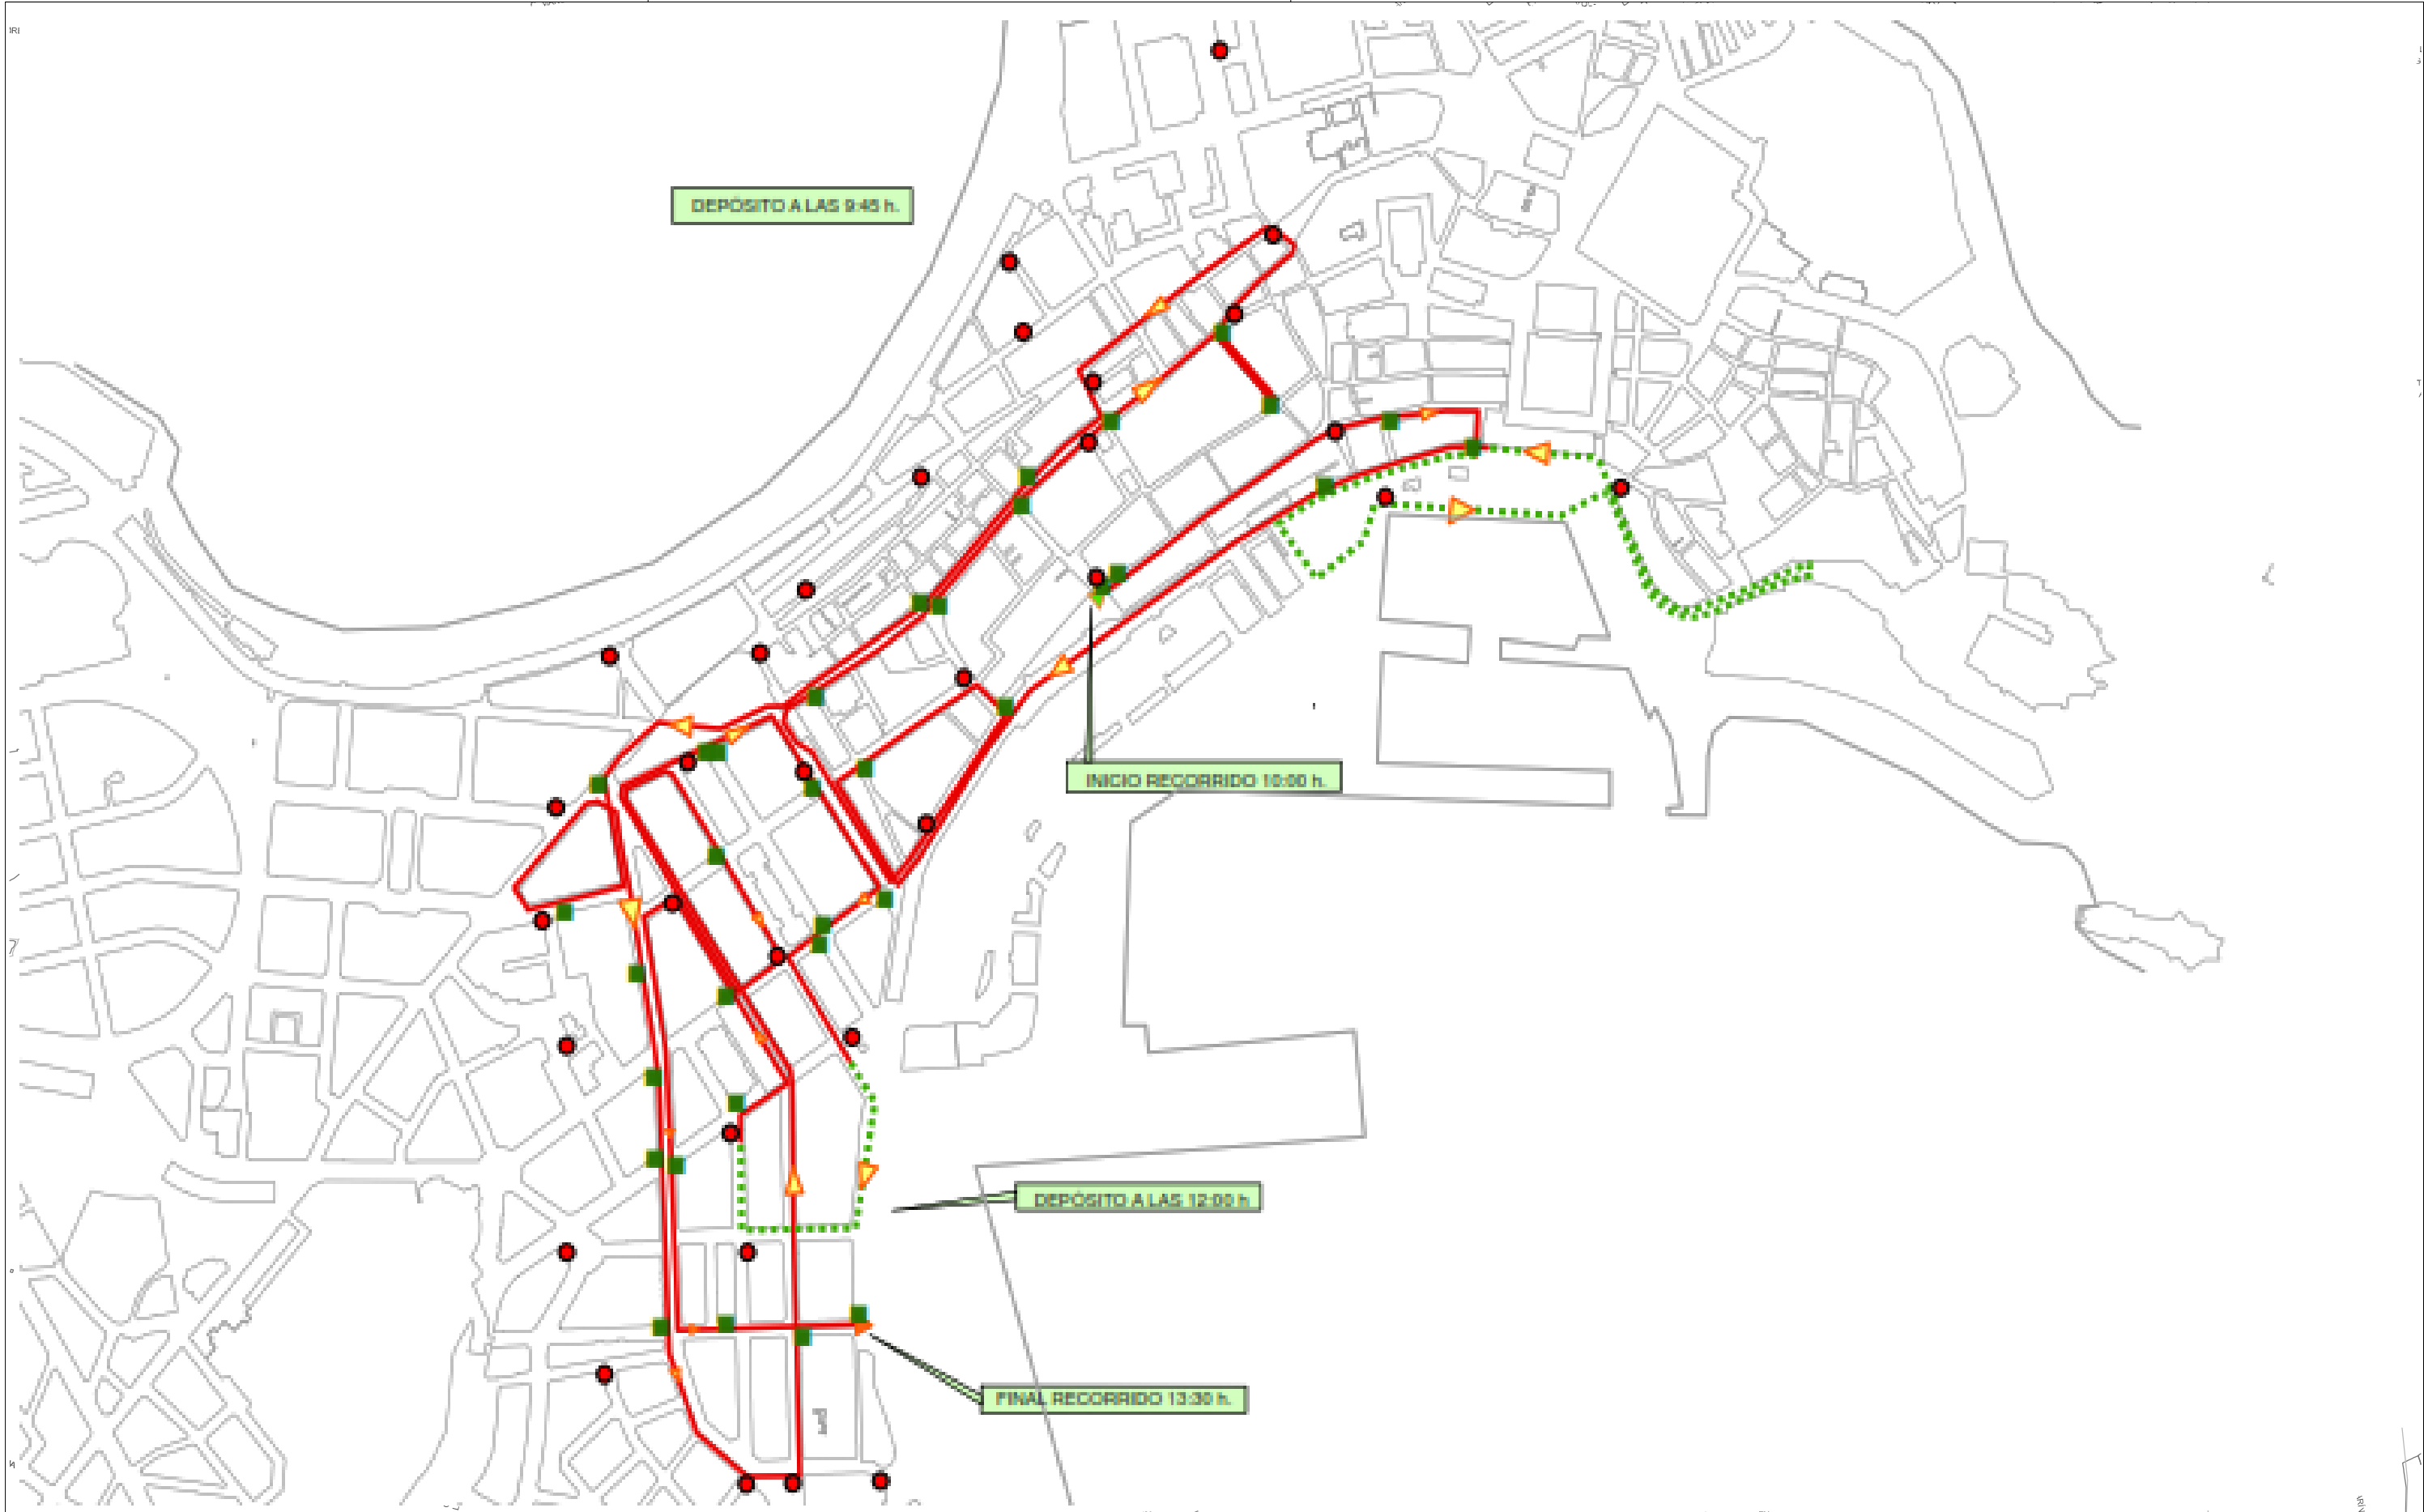 DEPÓSITO A LAS 9:45 h.
INICIO RECORRIDO 10:00 h.
DEPÓSITO A LAS 12:00 h
FINAL RECORRIDO 13:30 h.